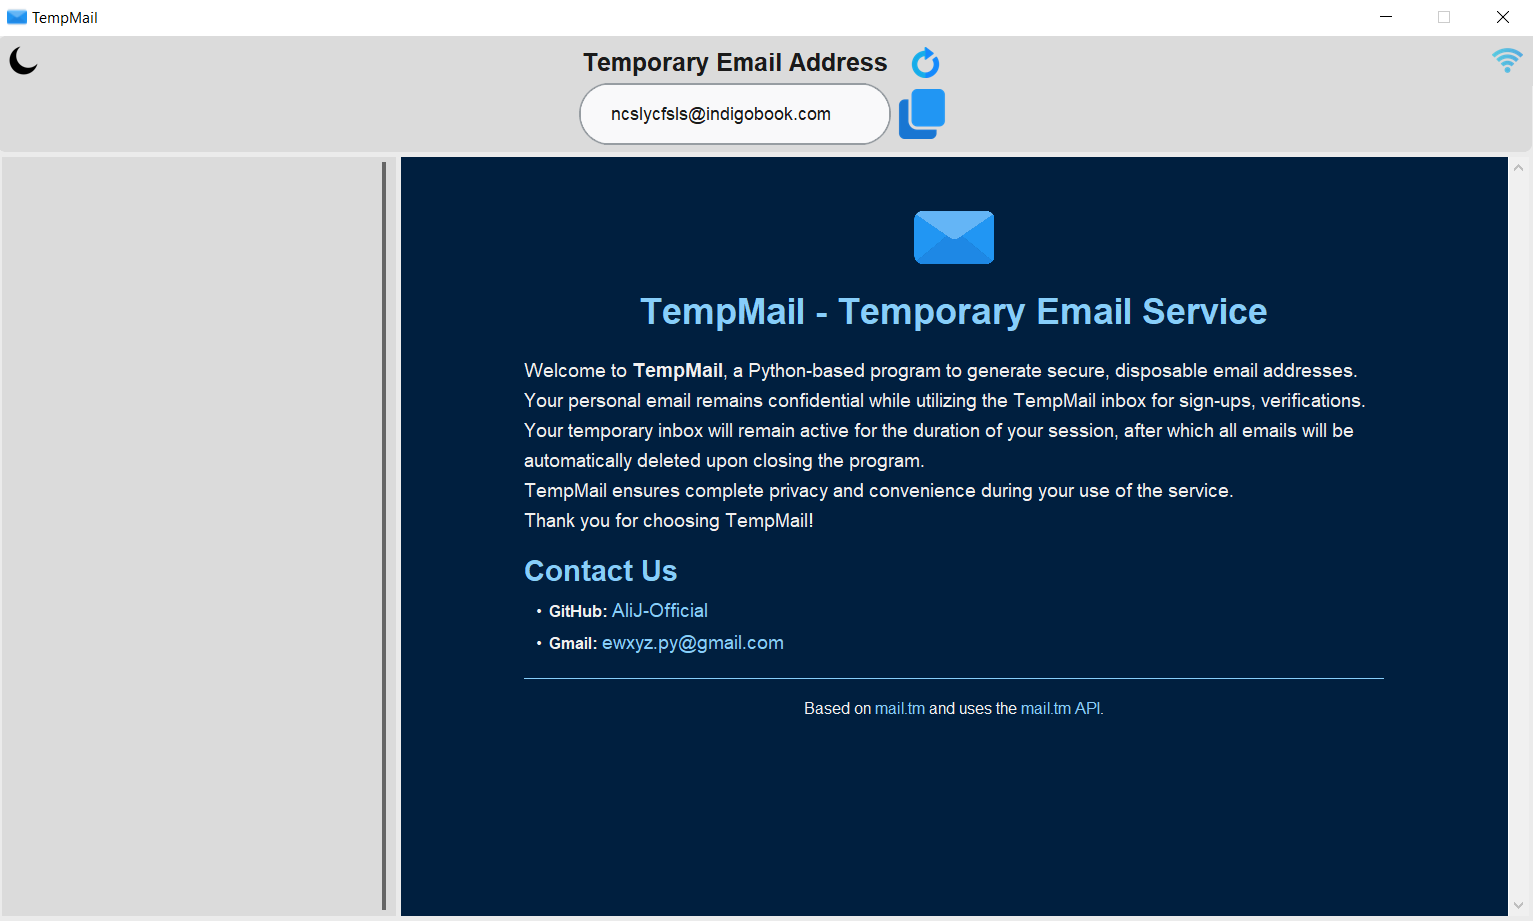 TempMail
Temporary Email Address
ncslycfsls@indigobook.com
TempMail - Temporary Email Service
Welcome to TempMail, a Python-based program to generate secure, disposable email addresses.
Your personal email remains confidential while utilizing the TempMail inbox for sign-ups, verifications.
Your temporary inbox will remain active for the duration of your session, after which all emails will be
automatically deleted upon closing the program.
TempMail ensures complete privacy and convenience during your use of the service.
Thank you for choosing TempMail!
Contact Us
• GitHub: AliJ-Official
• Gmail: ewxyz.py@gmail.com
Based on mail.tm and uses the mail.tm API.